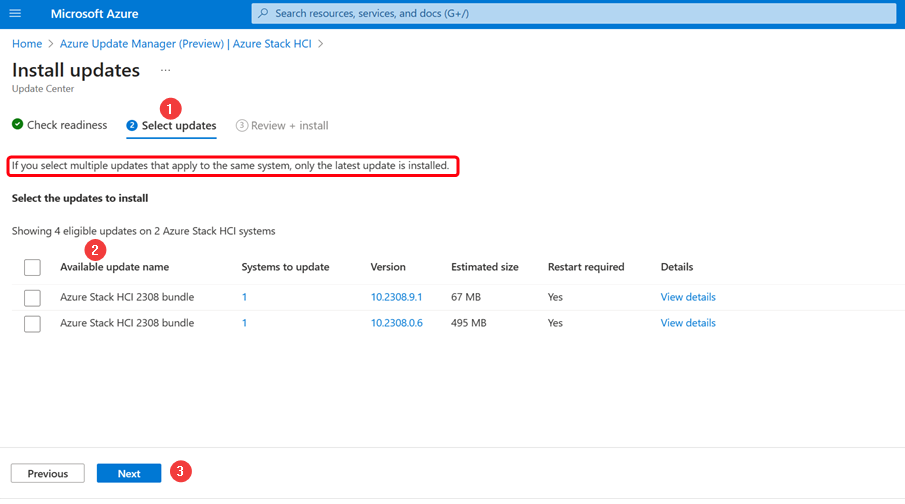 Microsoft Azure
Search resources, services, and docs (G+/)
Home > Azure Update Manager (Preview) | Azure Stack HCI >
Install updates ...
Update Center
1
Check readiness 2 Select updates 3 Review + install
If you select multiple updates that apply to the same system, only the latest update is installed.
Select the updates to install
Showing 4 eligible updates on 2 Azure Stack HCI systems
2
Available update name Systems to update Version Estimated size Restart required Details
Azure Stack HCI 2308 bundle 1 10.2308.9.1 67 MB Yes View details
Azure Stack HCI 2308 bundle 1 10.2308.0.6 495 MB Yes View details
Previous Next 3